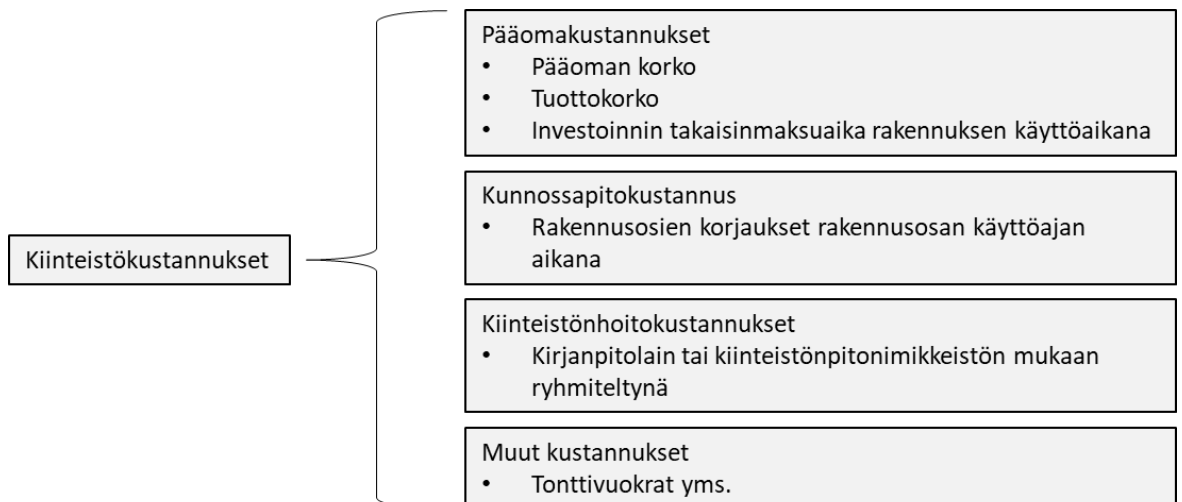 Pääomakustannukset
• Pääoman korko
• Tuottokorko
• Investoinnin takaisinmaksuaika rakennuksen käyttöaikana
Kunnossapitokustannus
• Rakennusosien korjaukset rakennusosan käyttöajan
aikana
Kiinteistökustannukset
Kiinteistönhoitokustannukset
• Kirjanpitolain tai kiinteistönpitonimikkeistön mukaan
ryhmiteltynä
Muut kustannukset
• Tonttivuokrat yms.